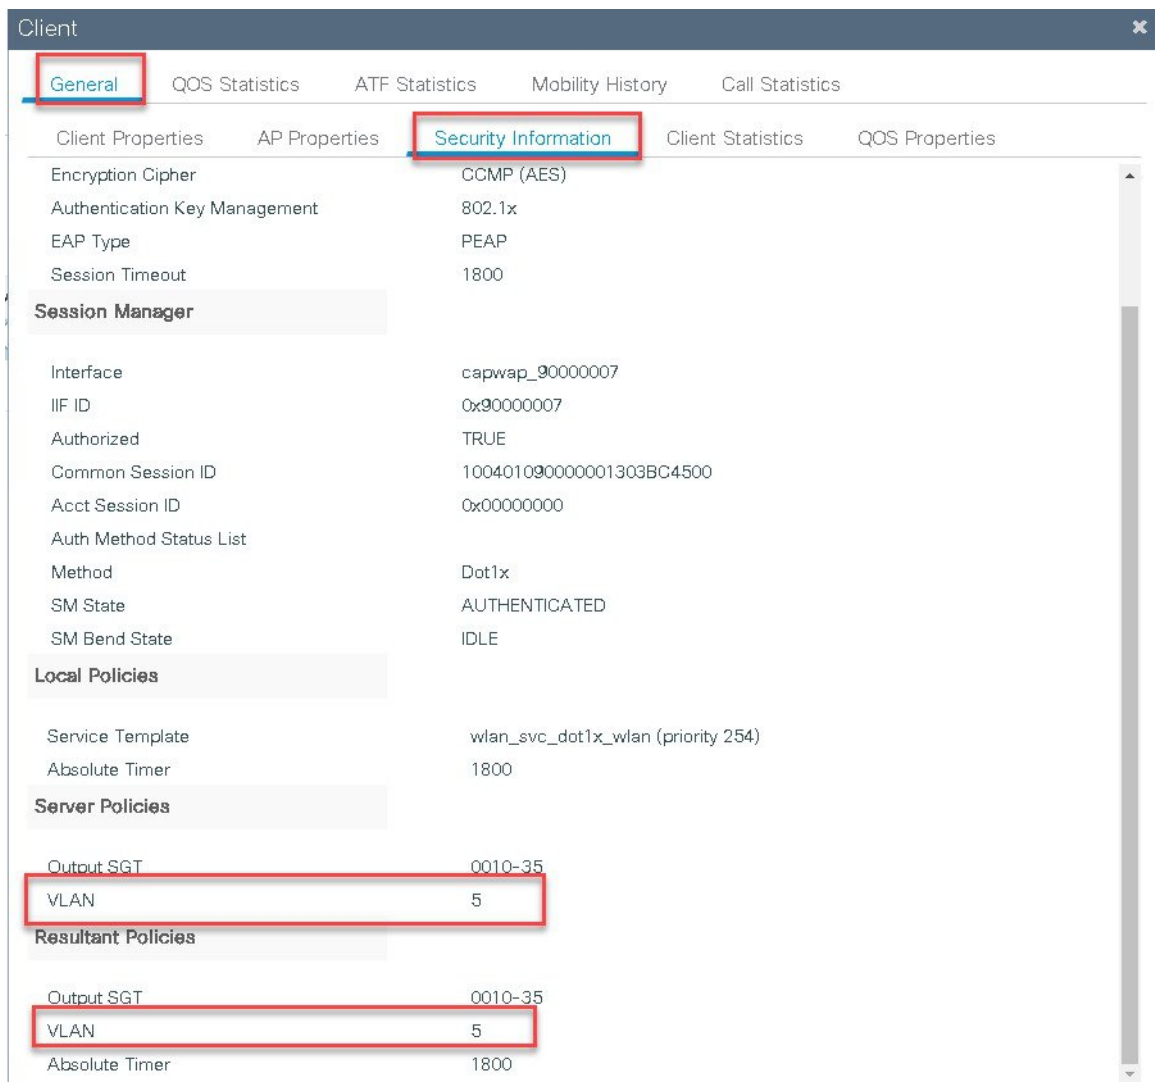 Client
General QOS Statistics ATF Statistics Mobility History Call Statistics
Client Properties AP Properties Security Information Client Statistics QOS Properties
Encryption Cipher CCMP (AES)
Authentication Key Management 802.1x
EAP Type PEAP
Session Timeout 1800
Session Manager
Interface capwap_90000007
IIF ID 0x90000007
Authorized TRUE
Common Session ID 100401090000001303BC4500
Acct Session ID 0x00000000
Auth Method Status List
Method Dot1x
SM State AUTHENTICATED
SM Bend State IDLE
Local Policies
Service Template wlan_svc_dot1x_wlan (priority 254)
Absolute Timer 1800
Server Policies
Output SGT 0010-35
VLAN 5
Resultant Policies
Output SGT 0010-35
VLAN 5
Absolute Timer 1800